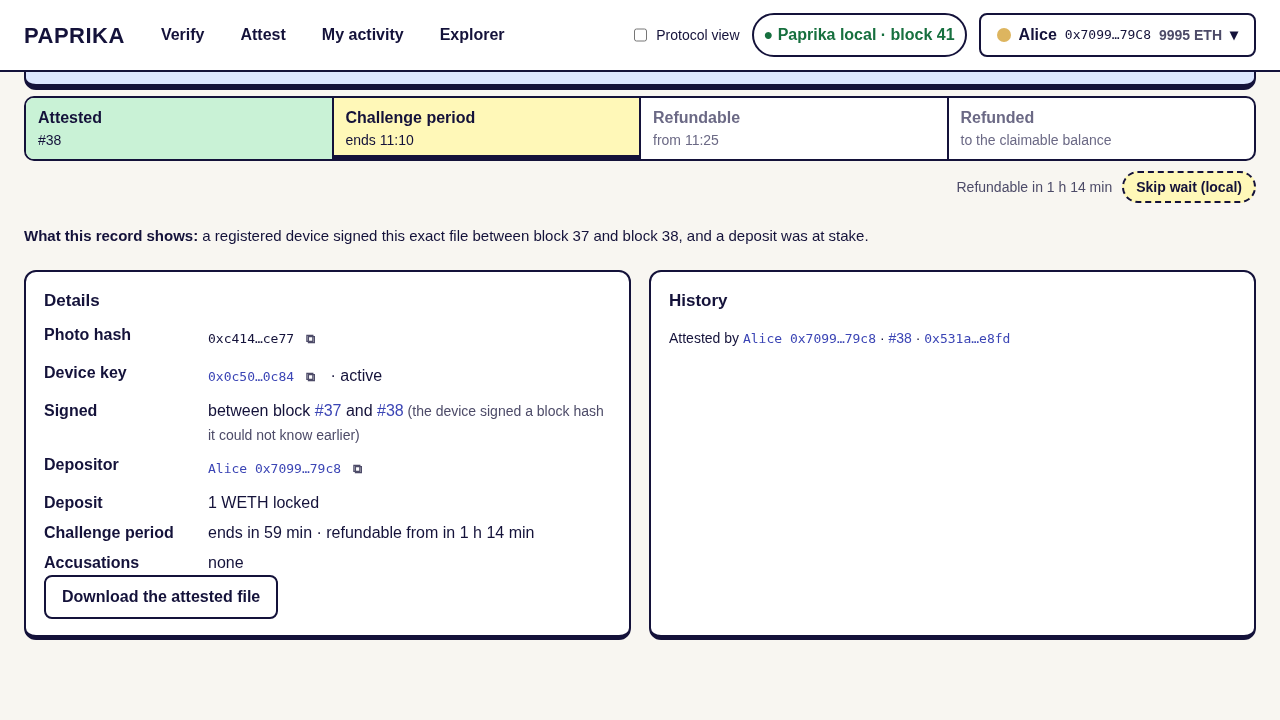 PAPRIKA Verify Attest My activity Explorer Protocol view ● Paprika local · block 41 Alice 0x7099…79C8 9995 ETH ▼
Attested Challenge period Refundable Refunded
#38 ends 11:10 from 11:25 to the claimable balance
Refundable in 1 h 14 min Skip wait (local)
What this record shows: a registered device signed this exact file between block 37 and block 38, and a deposit was at stake.
Details
Photo hash 0xc414…ce77
Device key 0x0c50…0c84 · active
Signed between block #37 and #38 (the device signed a block hash
it could not know earlier)
Depositor Alice 0x7099…79c8
Deposit 1 WETH locked
Challenge period ends in 59 min · refundable from in 1 h 14 min
Accusations none
Download the attested file
History
Attested by Alice 0x7099…79c8 · #38 · 0x531a…e8fd